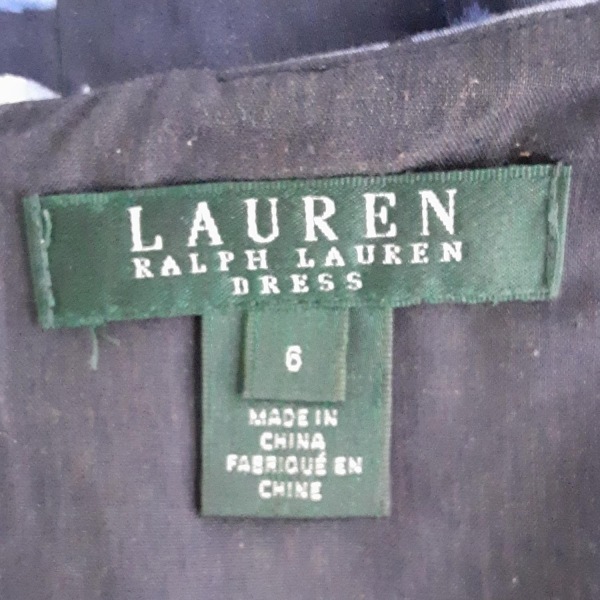 LAUREN
RALPH LAUREN
DRESS
6
MADE IN
CHINA
FABRIQUÉ EN
CHINE